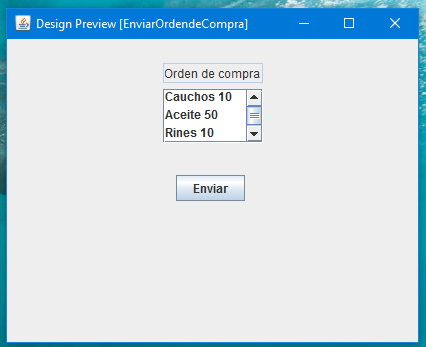 Design Preview [EnviarOrdendeCompra]
Orden de compra
Cauchos 10
Aceite 50
Rines 10
Enviar